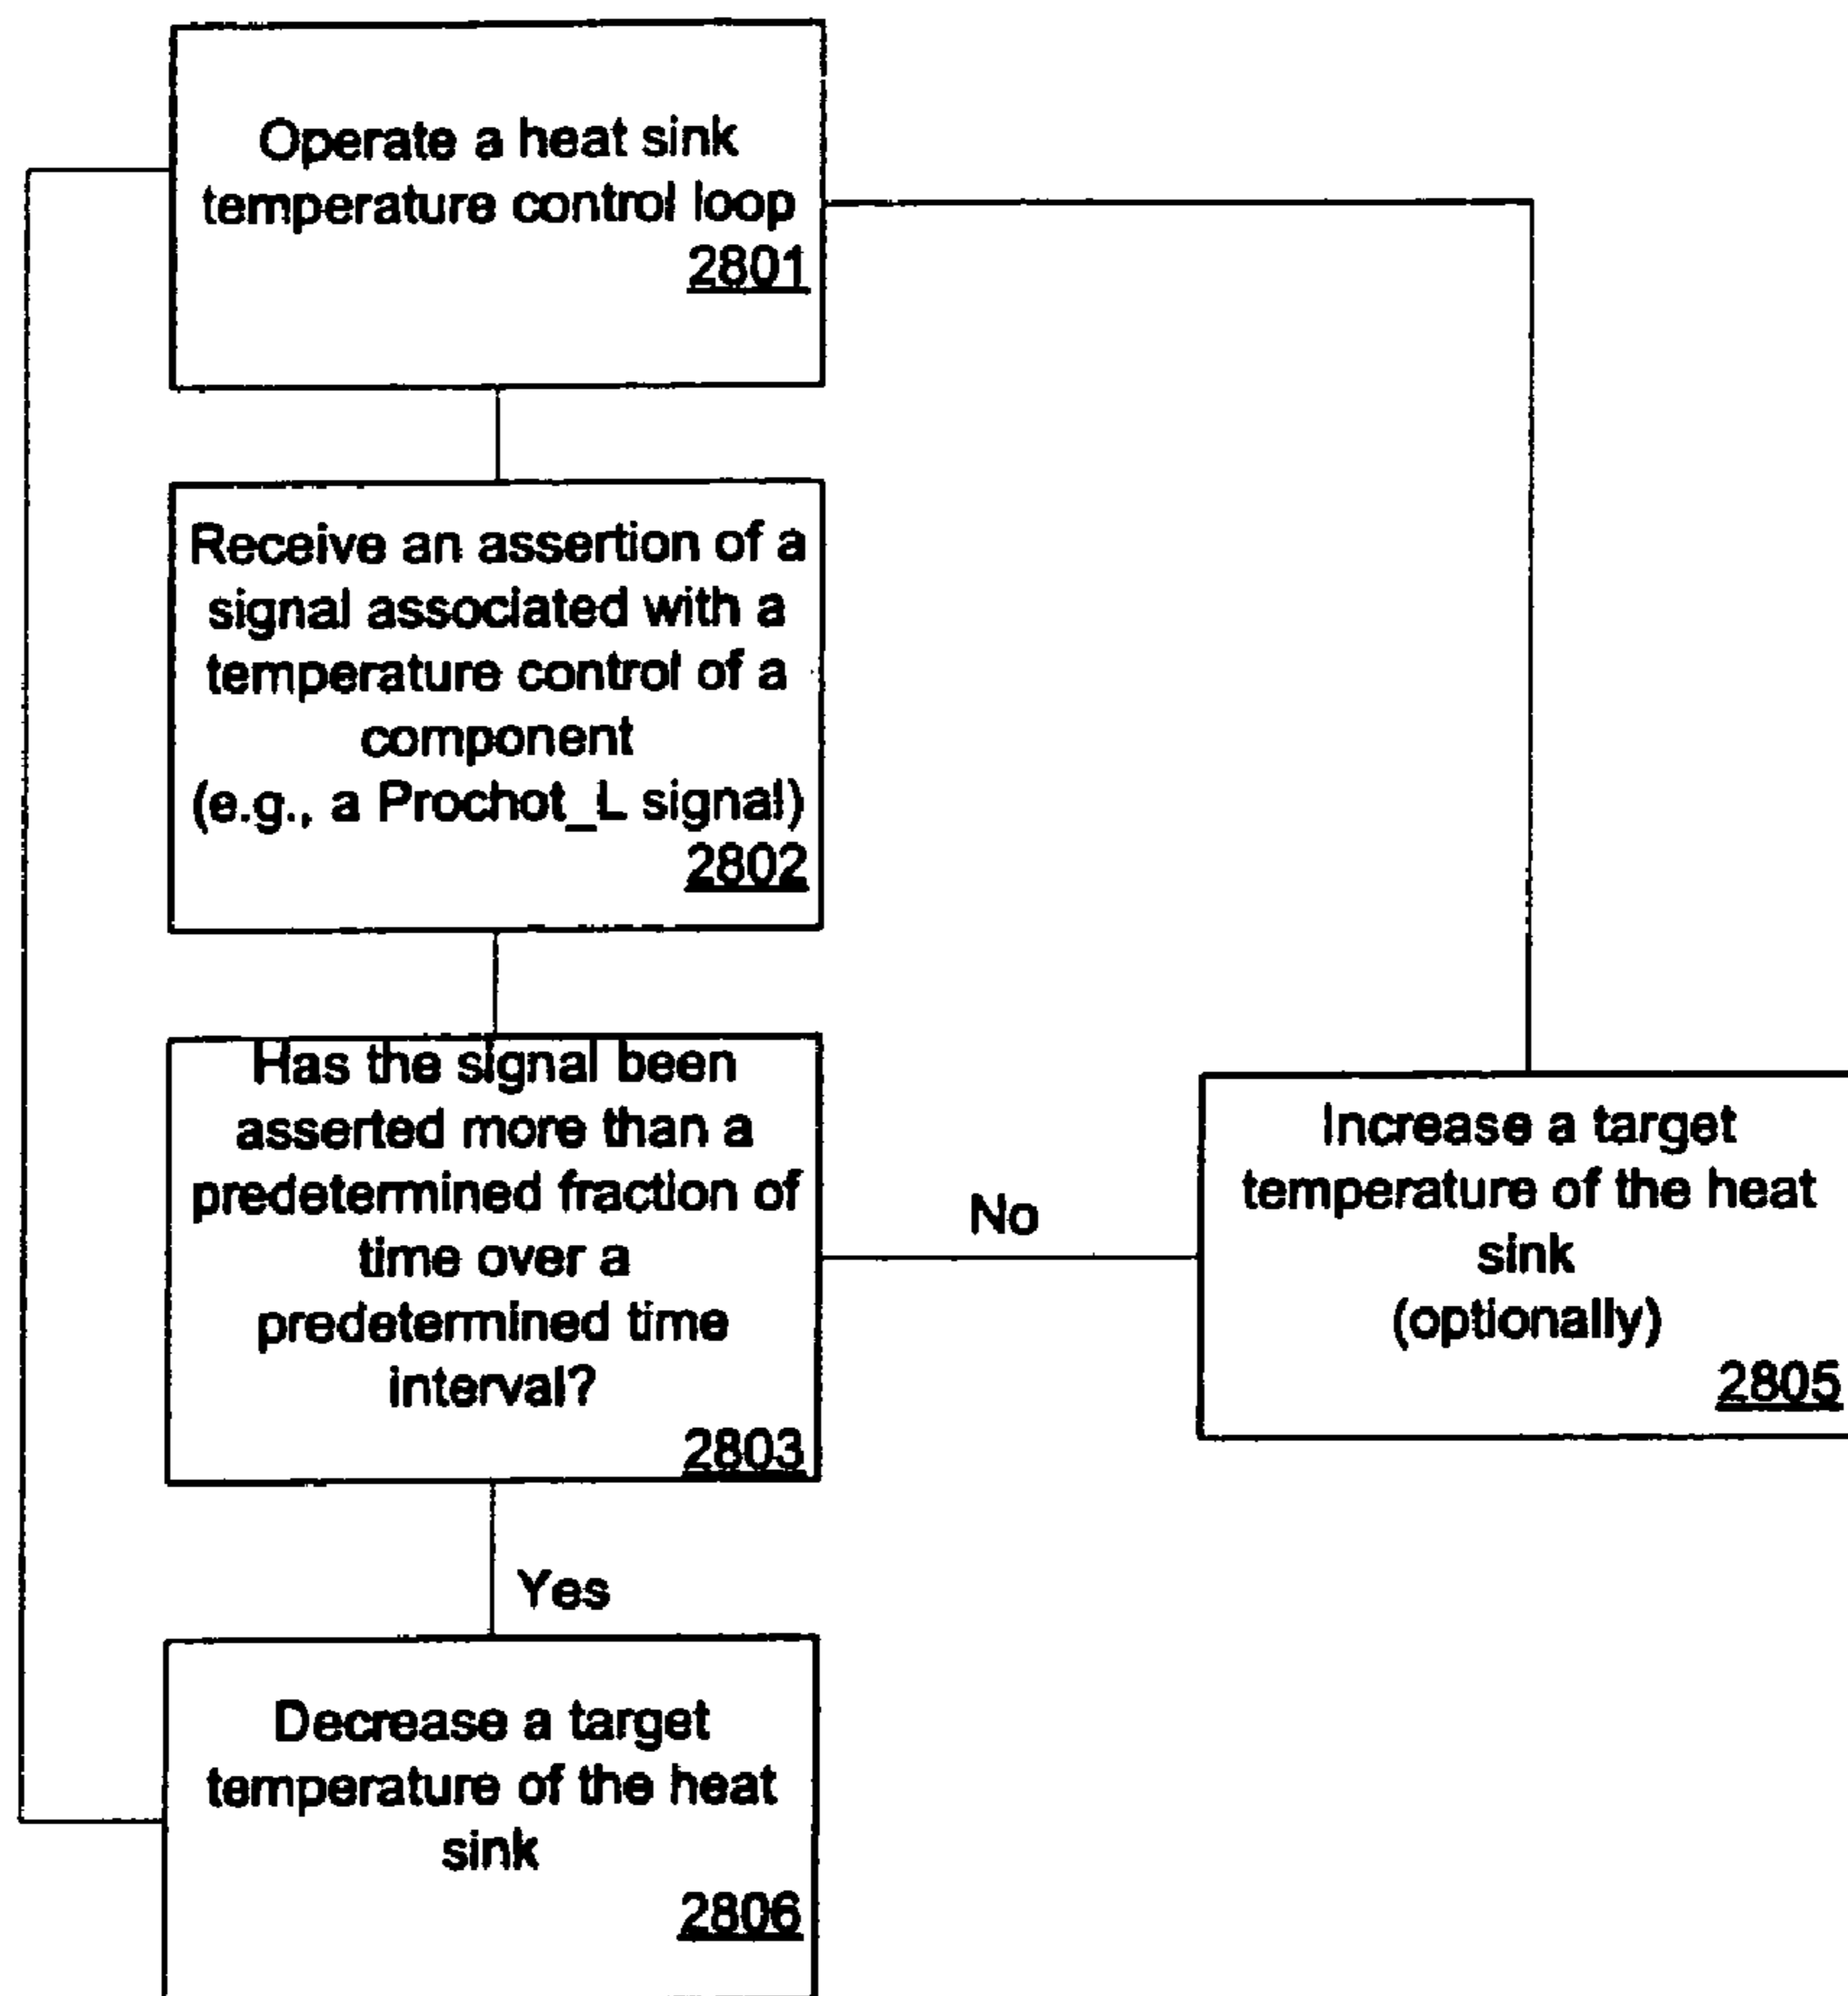 Operate a heat sink
temperature control loop
2801
Receive an assertion of a
signal associated with a
temperature control of a
component
(e.g., a Prochot_L signal)
2802
Has the signal been
asserted more than a
predetermined fraction of
time over a
predetermined time
interval?
2803
No
Increase a target
temperature of the heat
sink
(optionally)
2805
Yes
Decrease a target
temperature of the heat
sink
2806